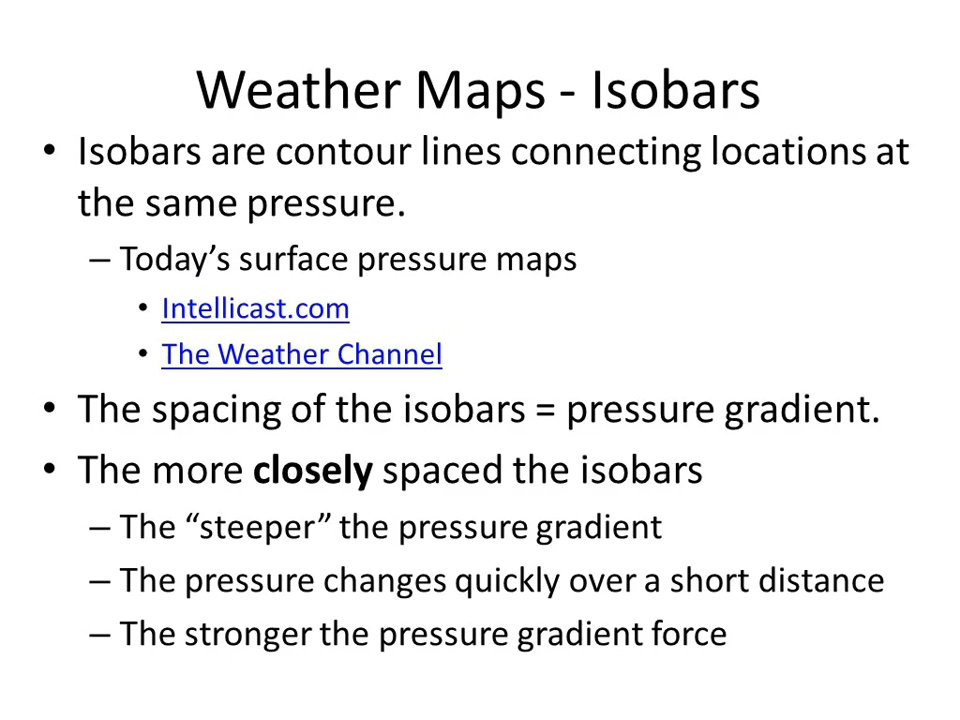 Weather Maps - Isobars
• Isobars are contour lines connecting locations at
the same pressure.
– Today’s surface pressure maps
• Intellicast.com
• The Weather Channel
• The spacing of the isobars = pressure gradient.
• The more closely spaced the isobars
– The “steeper” the pressure gradient
– The pressure changes quickly over a short distance
– The stronger the pressure gradient force